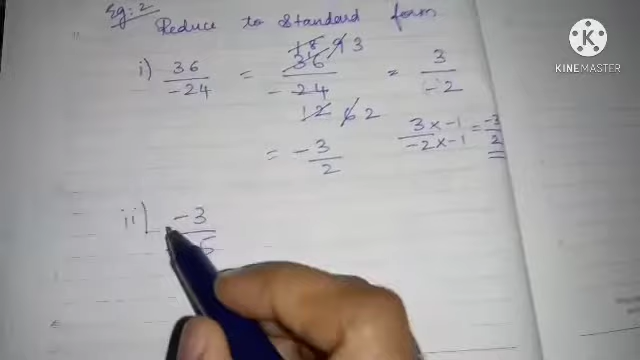 Eg:2
Reduce to Standard form
i) 36/-24 = 36/-24 = 3/-2
18 9 3
12 6 2
3 x -1 / -2 x -1 = -3/2
= -3/2
ii) -3/
KINEMASTER